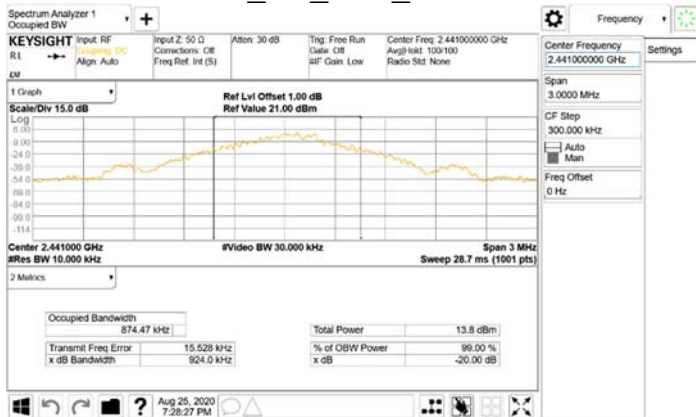 Spectrum Analyzer 1
Occupied BW
+
Frequency
KEYSIGHT
RL
Input: RF
Coupling: DC
Align: Auto
Input Z: 50 Ω
Corrections: Off
Freq Ref: Int (S)
Atten: 30 dB
Trig: Free Run
Gate: Off
#IF Gain: Low
Center Freq: 2.441000000 GHz
Avg|Hold: 100/100
Radio Std: None
Center Frequency
2.441000000 GHz
Settings
Span
3.0000 MHz
CF Step
300.000 kHz
Auto
Man
Freq Offset
0 Hz
1 Graph
Scale/Div 15.0 dB
Ref Lvl Offset 1.00 dB
Ref Value 21.00 dBm
Log
6.00
-9.00
-24.0
-39.0
-54.0
-69.0
-84.0
-99.0
-114
Center 2.441000 GHz
#Res BW 10.000 kHz
#Video BW 30.000 kHz
Span 3 MHz
Sweep 28.7 ms (1001 pts)
2 Metrics
Occupied Bandwidth
874.47 kHz
Transmit Freq Error 15.528 kHz
x dB Bandwidth 924.0 kHz
Total Power 13.8 dBm
% of OBW Power 99.00 %
x dB -20.00 dB
?
Aug 25, 2020
7:28:27 PM